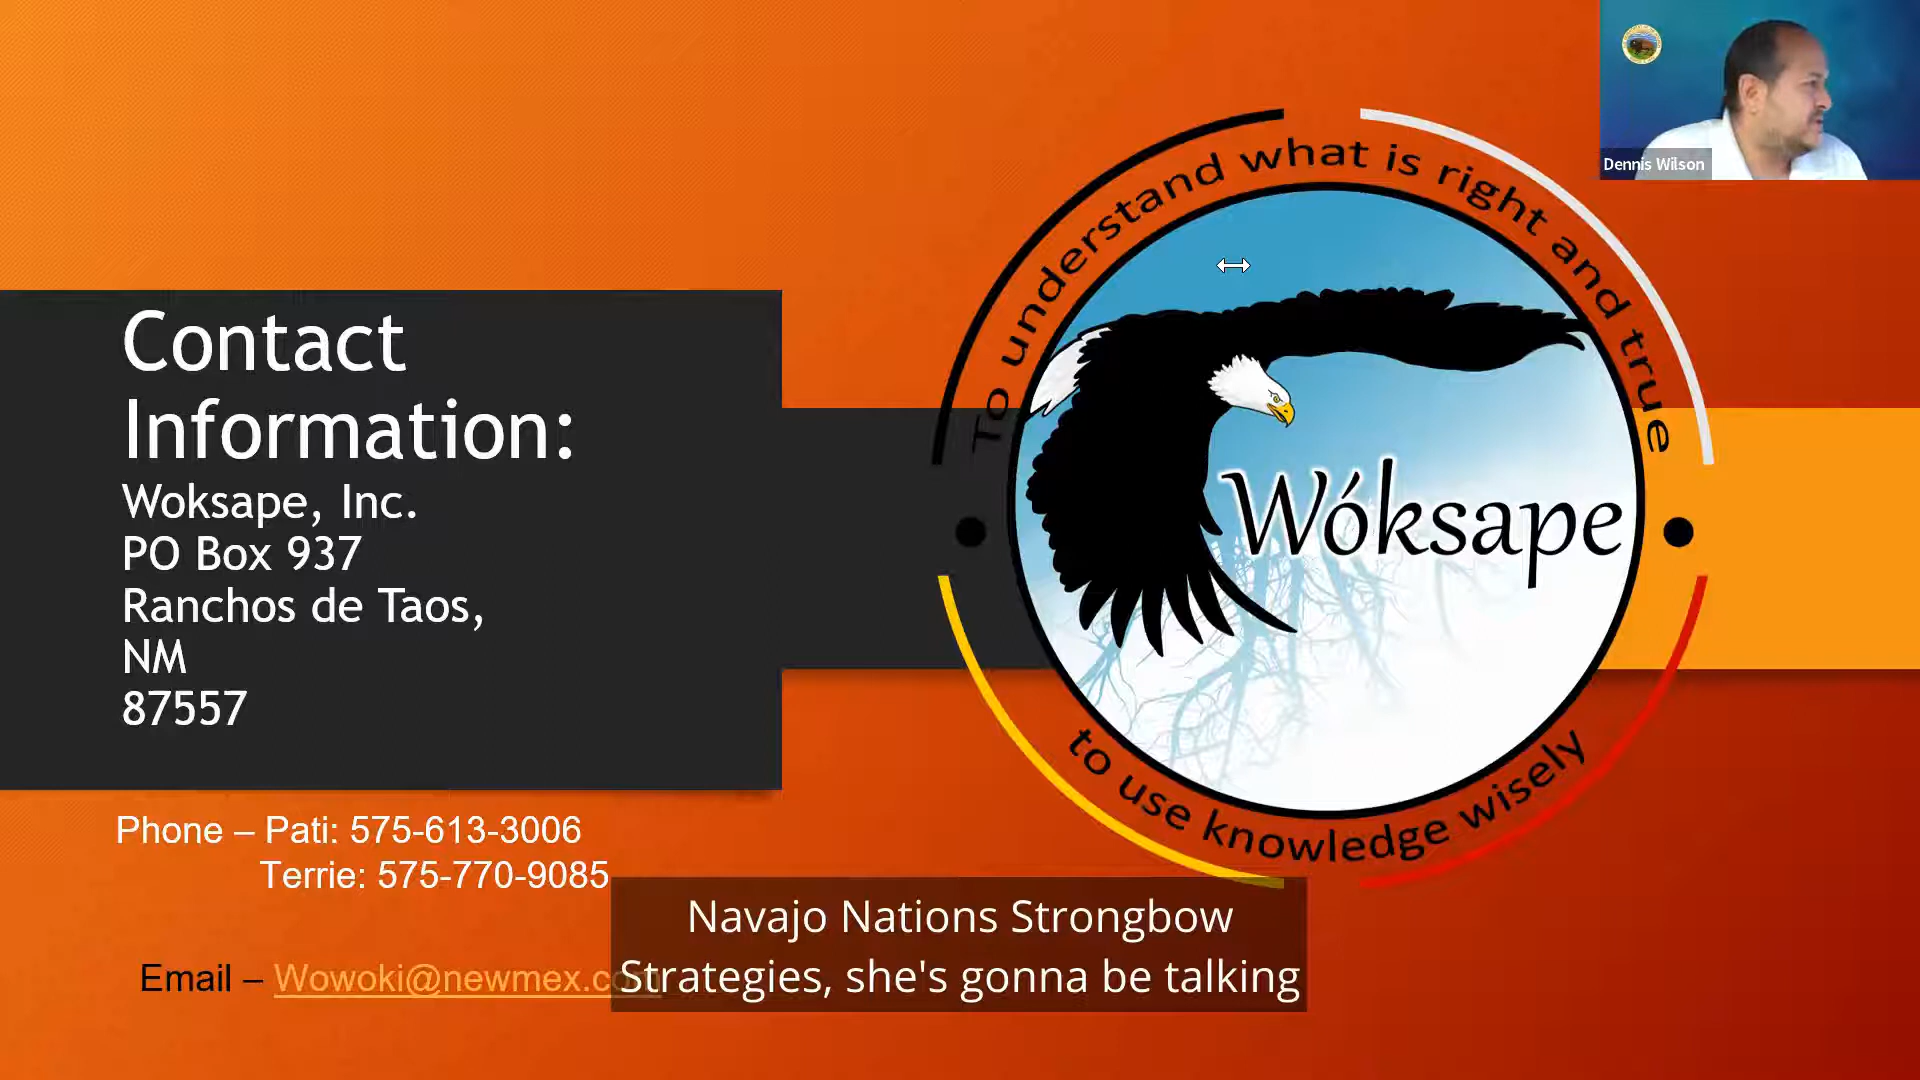 Dennis Wilson
To understand what is right and true
Wóksape
to use knowledge wisely
Contact
Information:
Woksape, Inc.
PO Box 937
Ranchos de Taos,
NM
87557
Phone – Pati: 575-613-3006
Terrie: 575-770-9085
Email – Wowoki@newmex.com
Navajo Nations Strongbow
Strategies, she's gonna be talking